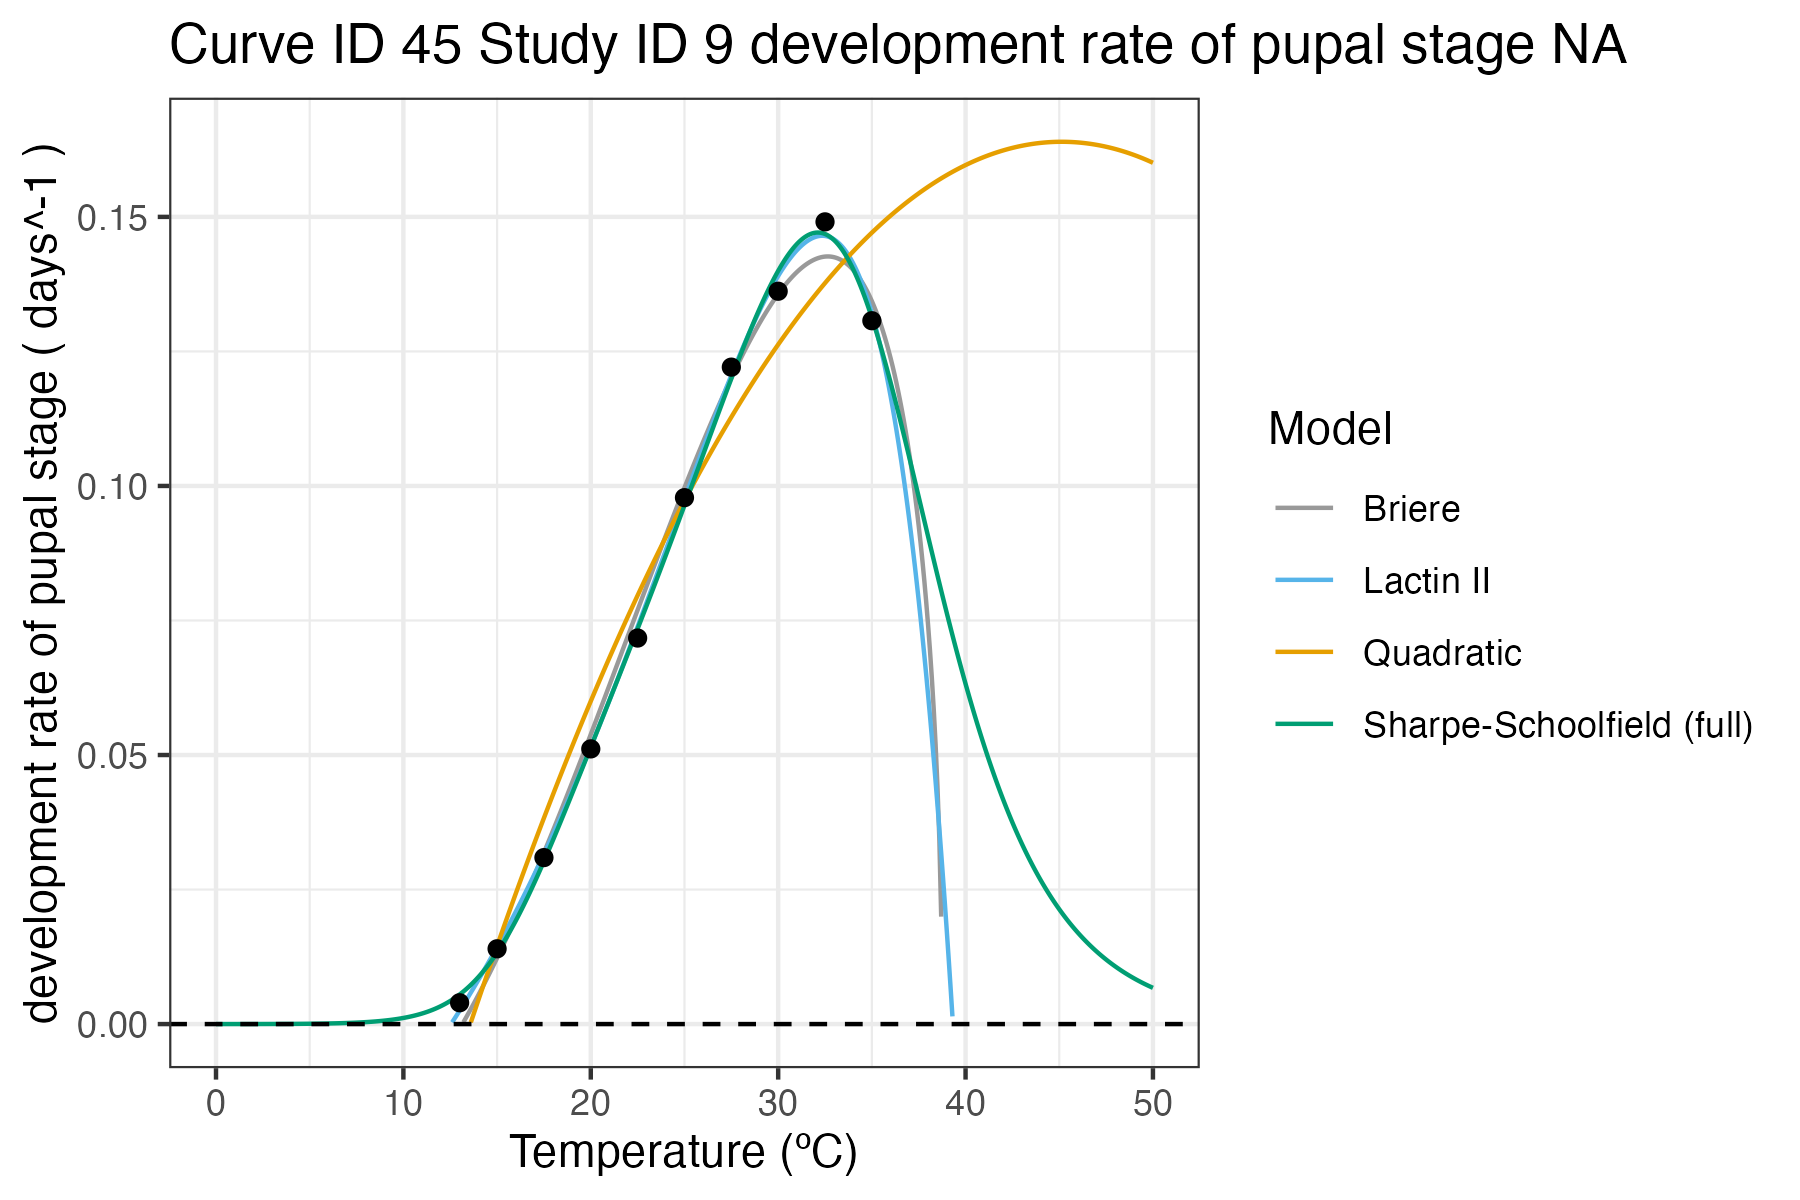 Curve ID 45 Study ID 9 development rate of pupal stage NA
development rate of pupal stage ( days^-1 )
0.15
0.10
0.05
0.00
0 10 20 30 40 50
Temperature (ºC)
Model
Briere
Lactin II
Quadratic
Sharpe-Schoolfield (full)